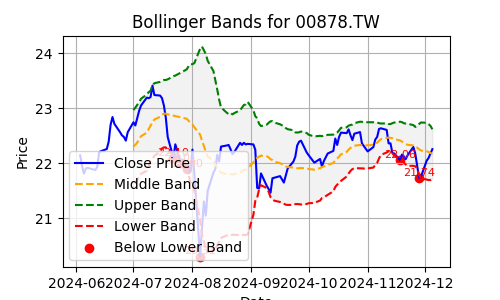 Bollinger Bands for 00878.TW
24
23
22
21
Price
22.06
21.74
Close Price
Middle Band
Upper Band
Lower Band
Below Lower Band
2024-06
2024-07
2024-08
2024-09
2024-10
2024-11
2024-12